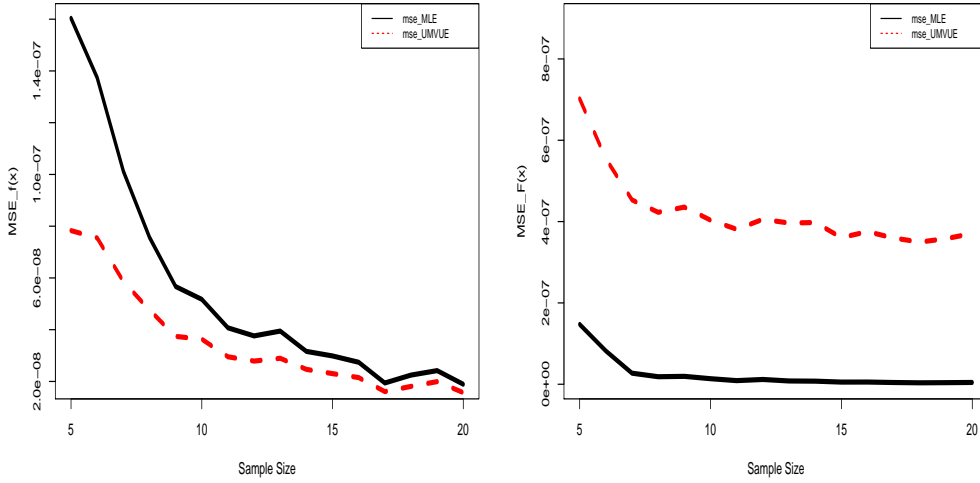 mse_MLE
mse_UMVUE
MSE_f(x)
1.4e−07
1.0e−07
6.0e−08
2.0e−08
5
10
15
20
Sample Size
mse_MLE
mse_UMVUE
MSE_F(x)
8e−07
6e−07
4e−07
2e−07
0e+00
5
10
15
20
Sample Size